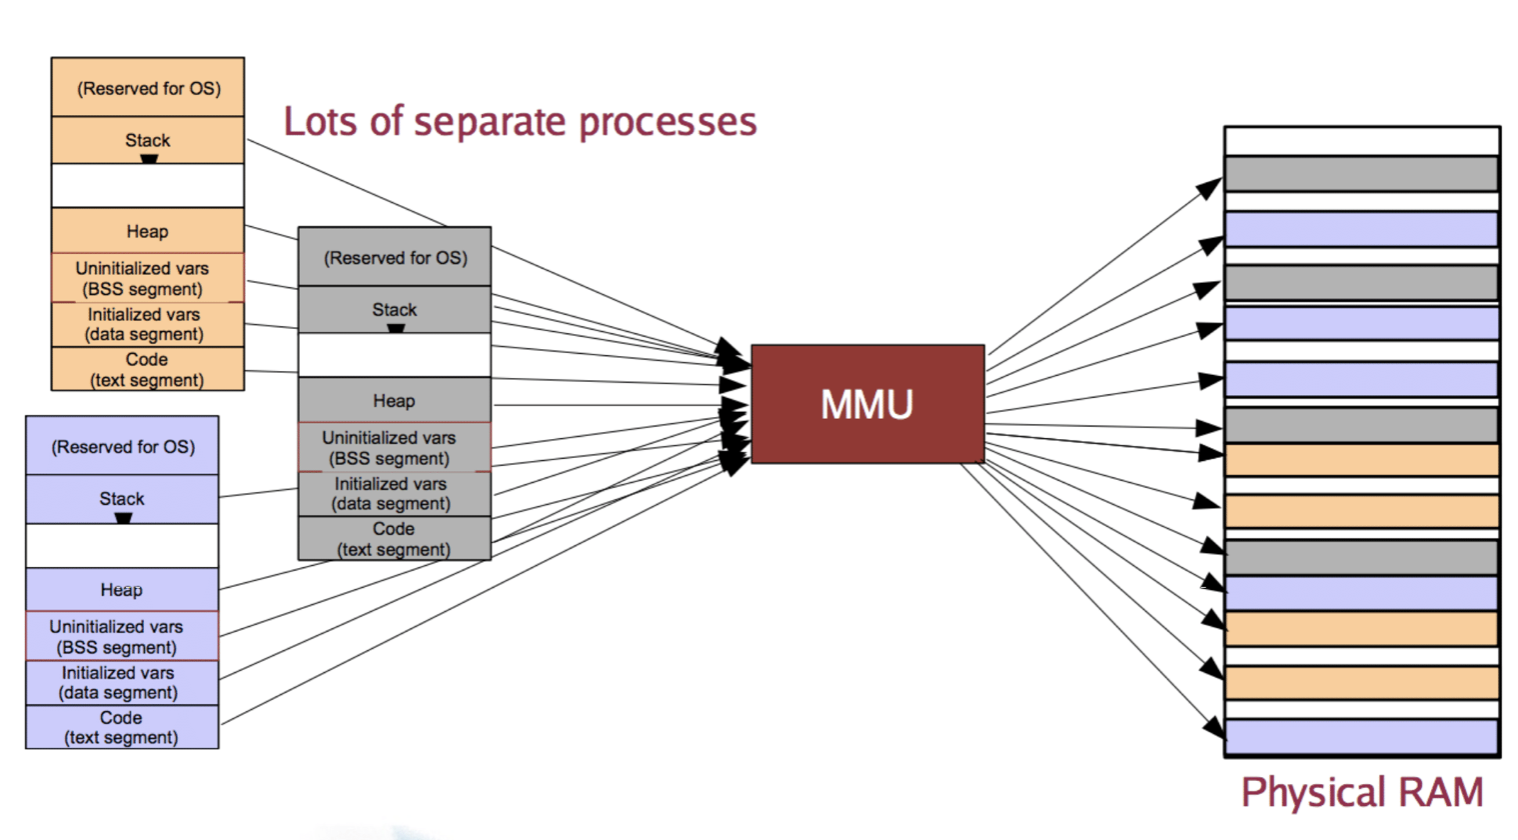 Lots of separate processes
(Reserved for OS)
Stack
Heap
Uninitialized vars
(BSS segment)
Initialized vars
(data segment)
Code
(text segment)
(Reserved for OS)
Stack
Heap
Uninitialized vars
(BSS segment)
Initialized vars
(data segment)
Code
(text segment)
(Reserved for OS)
Stack
Heap
Uninitialized vars
(BSS segment)
Initialized vars
(data segment)
Code
(text segment)
MMU
Physical RAM